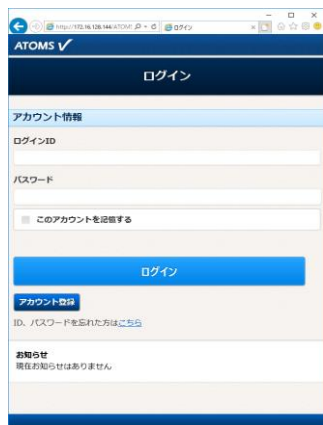 ログイン
ATOMS
ログイン
アカウント情報
ログインID
パスワード
このアカウントを記憶する
ログイン
アカウント登録
ID、パスワードを忘れた方はこちら
お知らせ
現在お知らせはありません